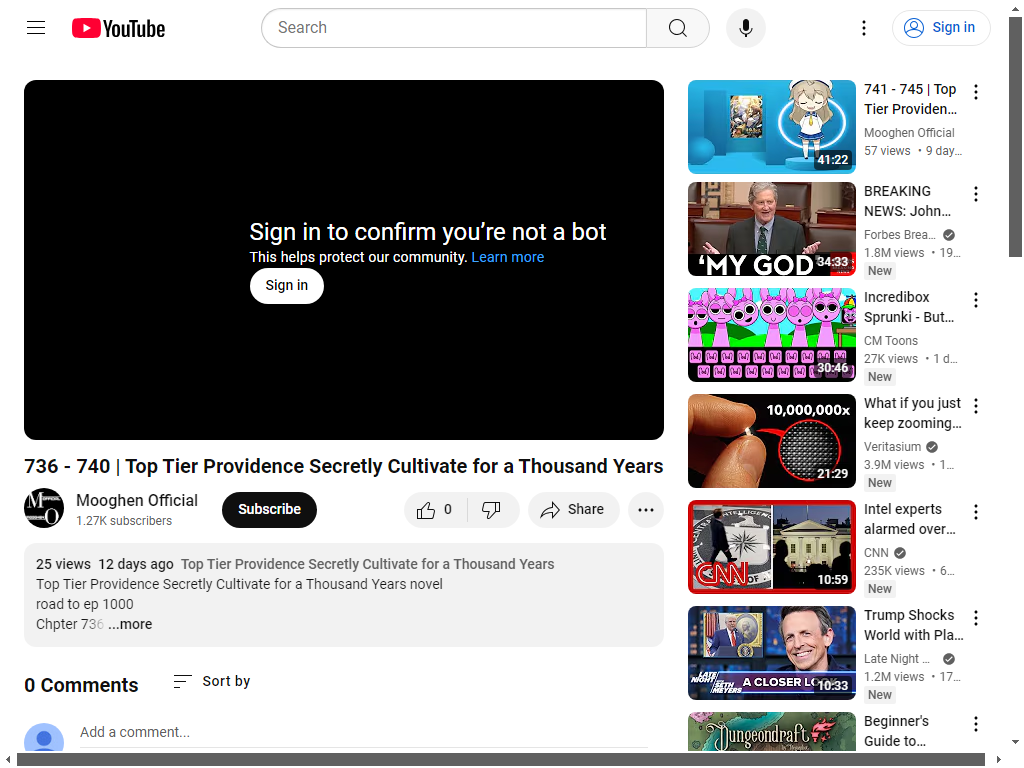 YouTube
Search
Sign in
Sign in to confirm you’re not a bot
This helps protect our community. Learn more
Sign in
736 - 740 | Top Tier Providence Secretly Cultivate for a Thousand Years
Mooghen Official
1.27K subscribers
Subscribe
0
Share
25 views 12 days ago Top Tier Providence Secretly Cultivate for a Thousand Years
Top Tier Providence Secretly Cultivate for a Thousand Years novel
road to ep 1000
Chpter 736 ...more
0 Comments
Sort by
Add a comment...
41:22
741 - 745 | Top
Tier Providen...
Mooghen Official
57 views • 9 day...
‘MY GOD’
34:33
BREAKING
NEWS: John...
Forbes Brea...
1.8M views • 19...
New
30:46
Incredibox
Sprunki - But...
CM Toons
27K views • 1 d...
New
10,000,000x
21:29
What if you just
keep zooming...
Veritasium
3.9M views • 1...
New
CNN
10:59
Intel experts
alarmed over...
CNN
235K views • 6...
New
LATE NIGHT
SETH MEYERS
A CLOSER LOOK
10:33
Trump Shocks
World with Pla...
Late Night ...
1.2M views • 17...
New
Dungeondraft
Beginner's
Guide to...